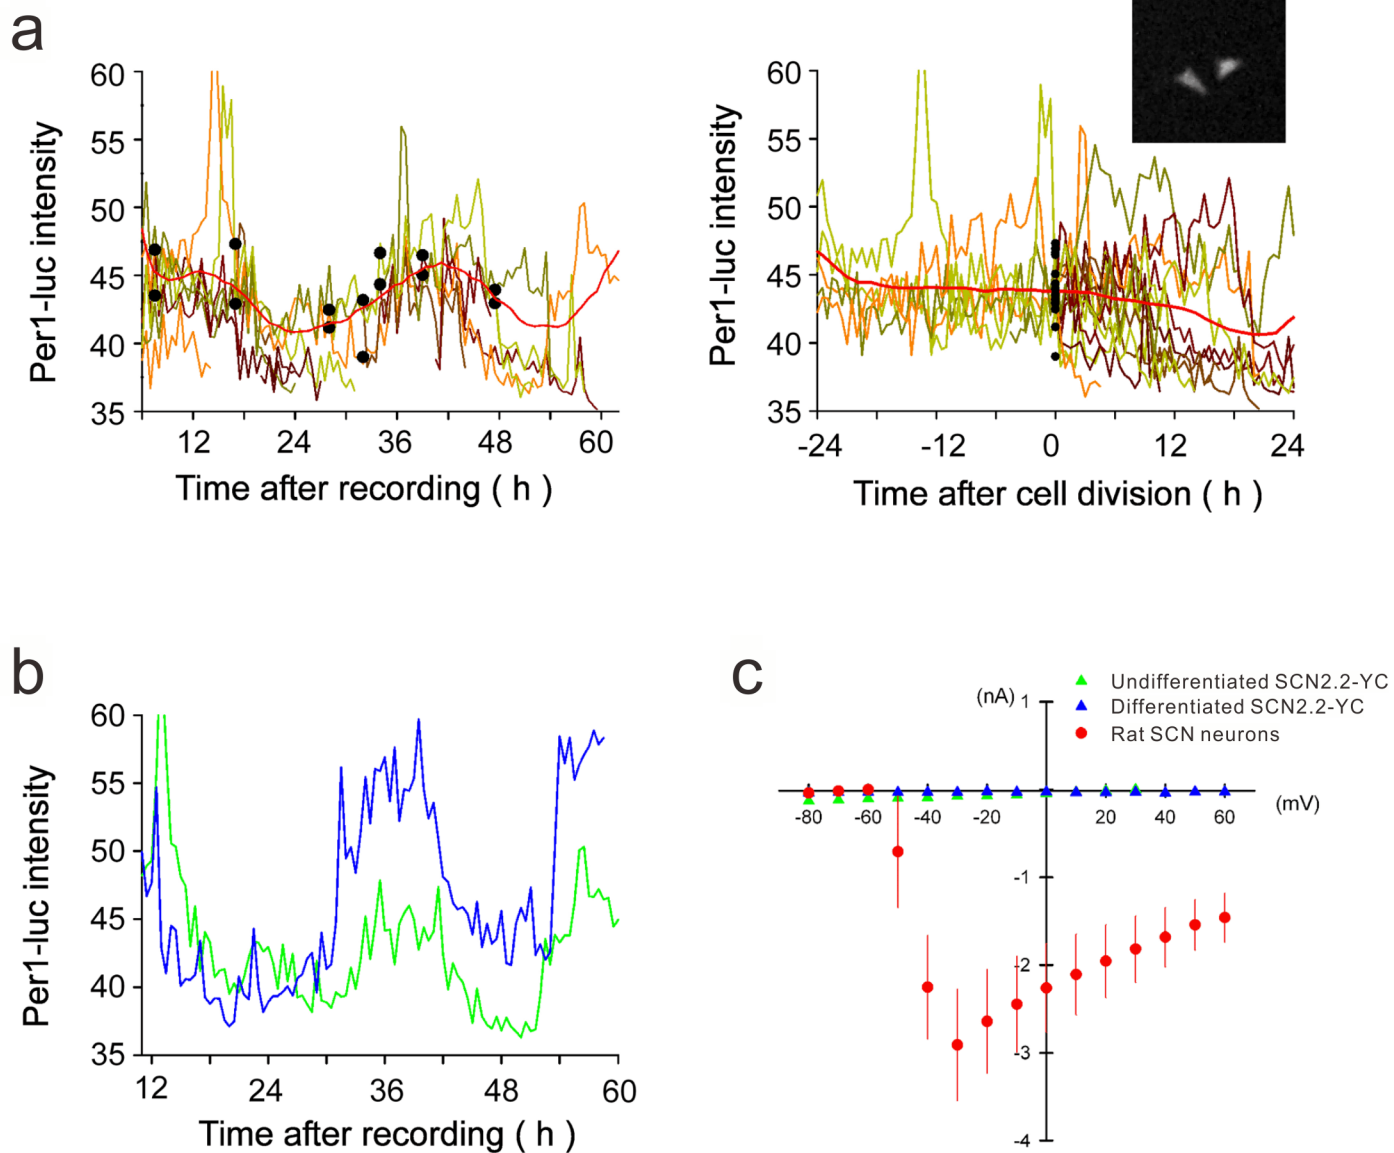 a
60
55
50
45
40
35
Per1-luc intensity
12 24 36 48 60
Time after recording ( h )
60
55
50
45
40
35
Per1-luc intensity
-24 -12 0 12 24
Time after cell division ( h )
b
60
55
50
45
40
35
Per1-luc intensity
12 24 36 48 60
Time after recording ( h )
c
Undifferentiated SCN2.2-YC
Differentiated SCN2.2-YC
Rat SCN neurons
(nA) 1
-80 -60 -40 -20 20 40 60 (mV)
-1
-2
-3
-4